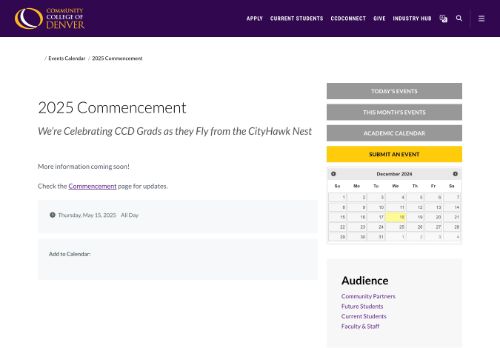 COMMUNITY
COLLEGE OF
DENVER
APPLY CURRENT STUDENTS CCDCONNECT GIVE INDUSTRY HUB
/ Events Calendar / 2025 Commencement
2025 Commencement
We're Celebrating CCD Grads as they Fly from the CityHawk Nest
More information coming soon!
Check the Commencement page for updates.
Thursday, May 15, 2025 All Day
Add to Calendar:
TODAY'S EVENTS
THIS MONTH'S EVENTS
ACADEMIC CALENDAR
SUBMIT AN EVENT
December 2024
Su Mo Tu We Th Fr Sa
1 2 3 4 5 6 7
8 9 10 11 12 13 14
15 16 17 18 19 20 21
22 23 24 25 26 27 28
29 30 31 1 2 3 4
Audience
Community Partners
Future Students
Current Students
Faculty & Staff